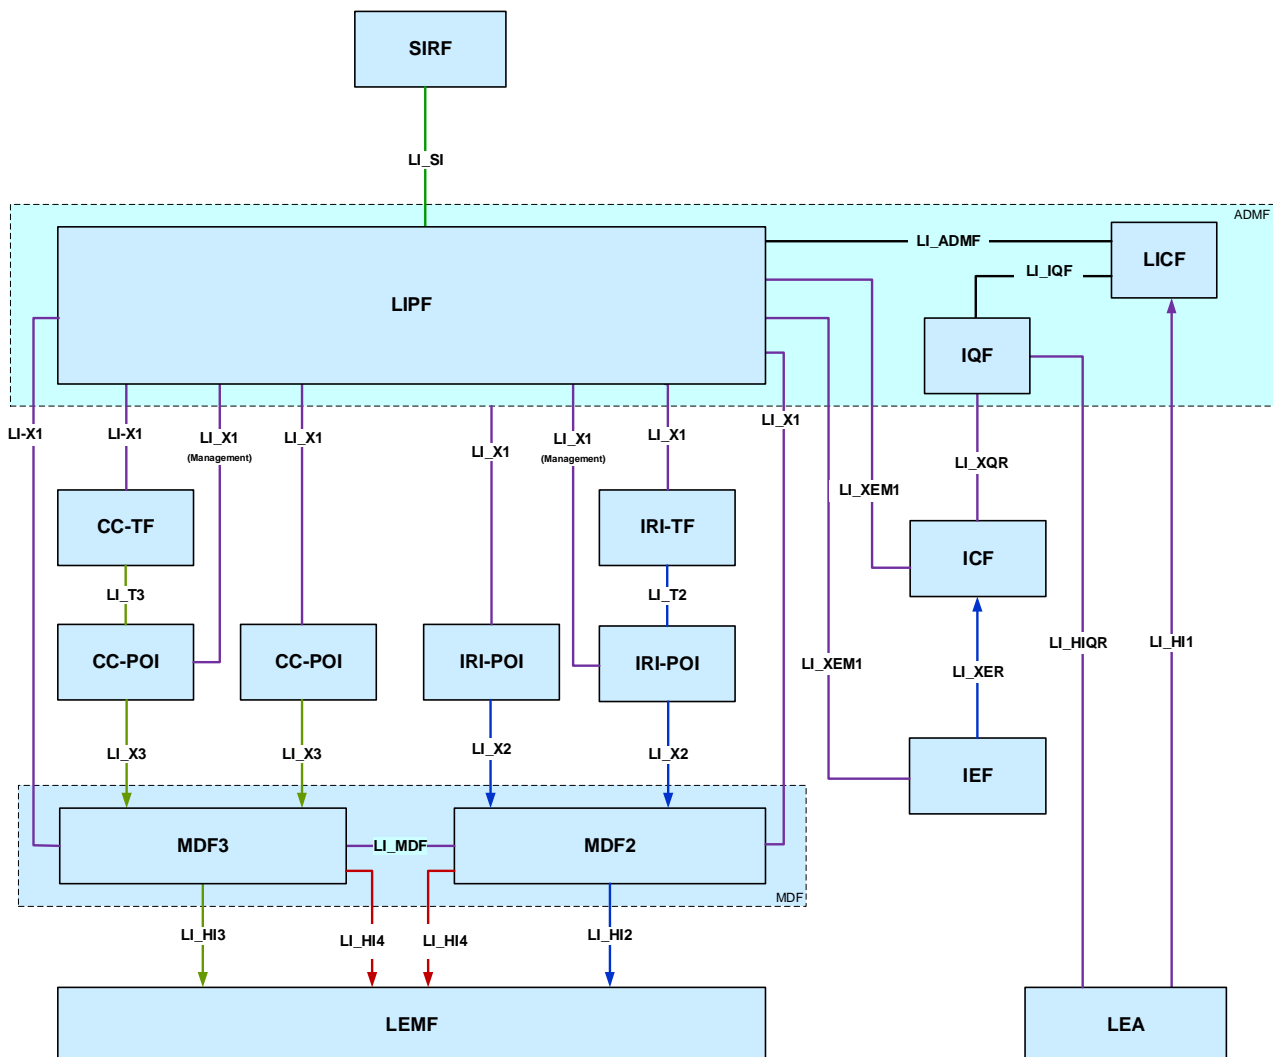 SIRF
LI_SI
ADMF
LI_ADMF
LICF
LI_IQF
LIPF
IQF
LI-X1
LI-X1
LI_X1
(Management)
LI_X1
LI_X1
LI_X1
(Management)
LI_X1
LI_X1
LI_XQR
LI_XEM1
CC-TF
IRI-TF
ICF
LI_T3
LI_T2
LI_HIQR
LI_HI1
CC-POI
CC-POI
IRI-POI
IRI-POI
LI_XEM1
LI_XER
LI_X3
LI_X3
LI_X2
LI_X2
IEF
MDF3
LI_MDF
MDF2
MDF
LI_HI3
LI_HI4
LI_HI4
LI_HI2
LEMF
LEA